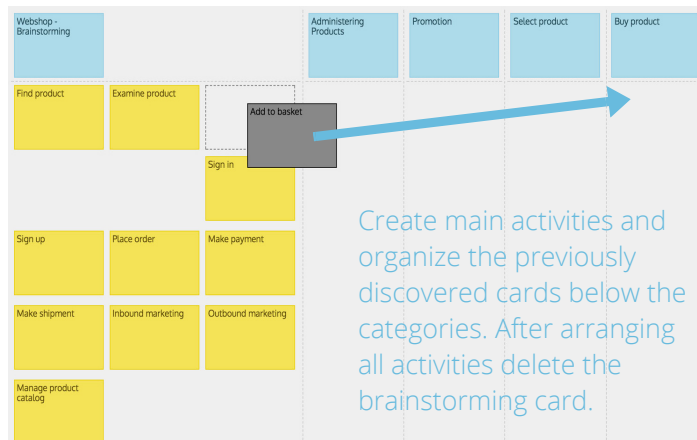 Webshop -
Brainstorming
Administering
Products
Promotion
Select product
Buy product
Find product
Examine product
Add to basket
Sign in
Sign up
Place order
Make payment
Make shipment
Inbound marketing
Outbound marketing
Manage product
catalog
Create main activities and
organize the previously
discovered cards below the
categories. After arranging
all activities delete the
brainstorming card.